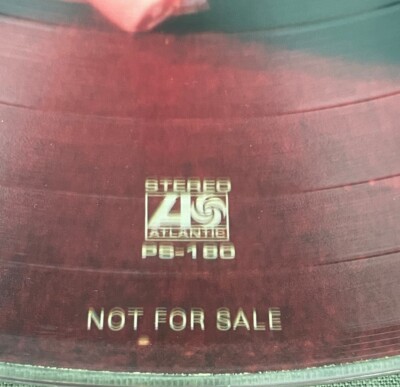 STEREO
ATLANTIC
PS-180
NOT FOR SALE